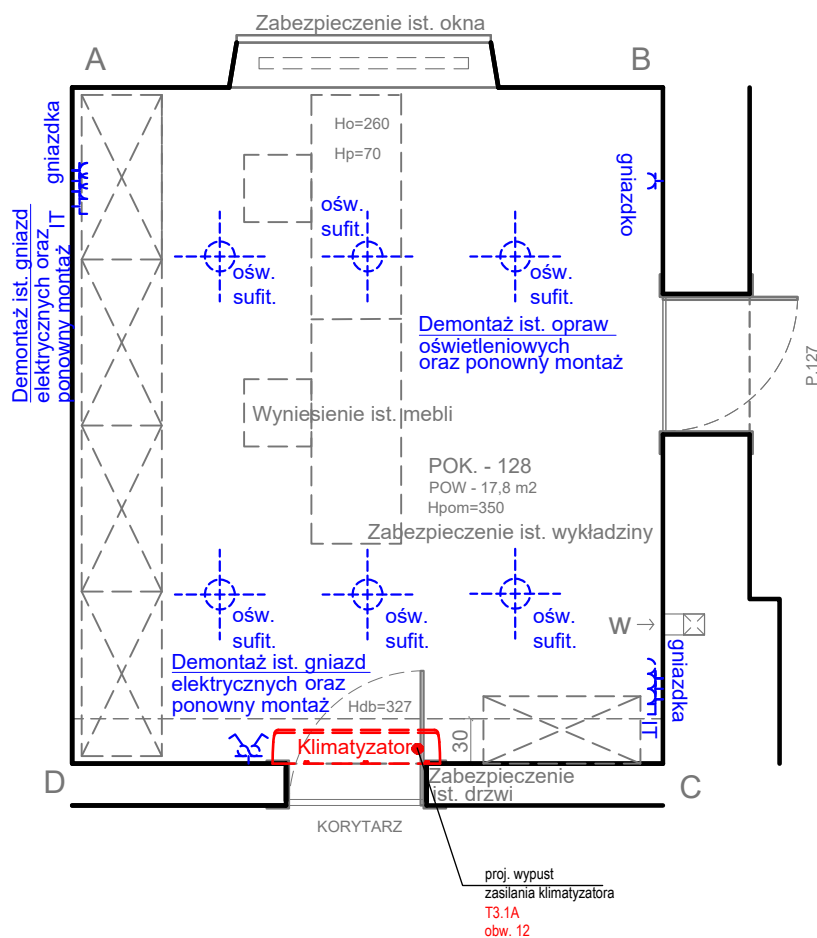 Zabezpieczenie ist. okna
A
B
Ho=260
Hp=70
gniazdka
IT
Demontaż ist. gniazd
elektrycznych oraz
ponowny montaż
gniazdko
ośw.
sufit.
ośw.
sufit.
ośw.
sufit.
Demontaż ist. opraw
oświetleniowych
oraz ponowny montaż
P.127
Wyniesienie ist. mebli
POK. - 128
POW - 17,8 m2
Hpom=350
Zabezpieczenie ist. wykładziny
ośw.
sufit.
ośw.
sufit.
ośw.
sufit.
W
gniazdka
IT
Demontaż ist. gniazd
elektrycznych oraz
ponowny montaż
Hdb=327
30
Klimatyzator
D
C
Zabezpieczenie
ist. drzwi
KORYTARZ
proj. wypust
zasilania klimatyzatora
T3.1A
obw. 12